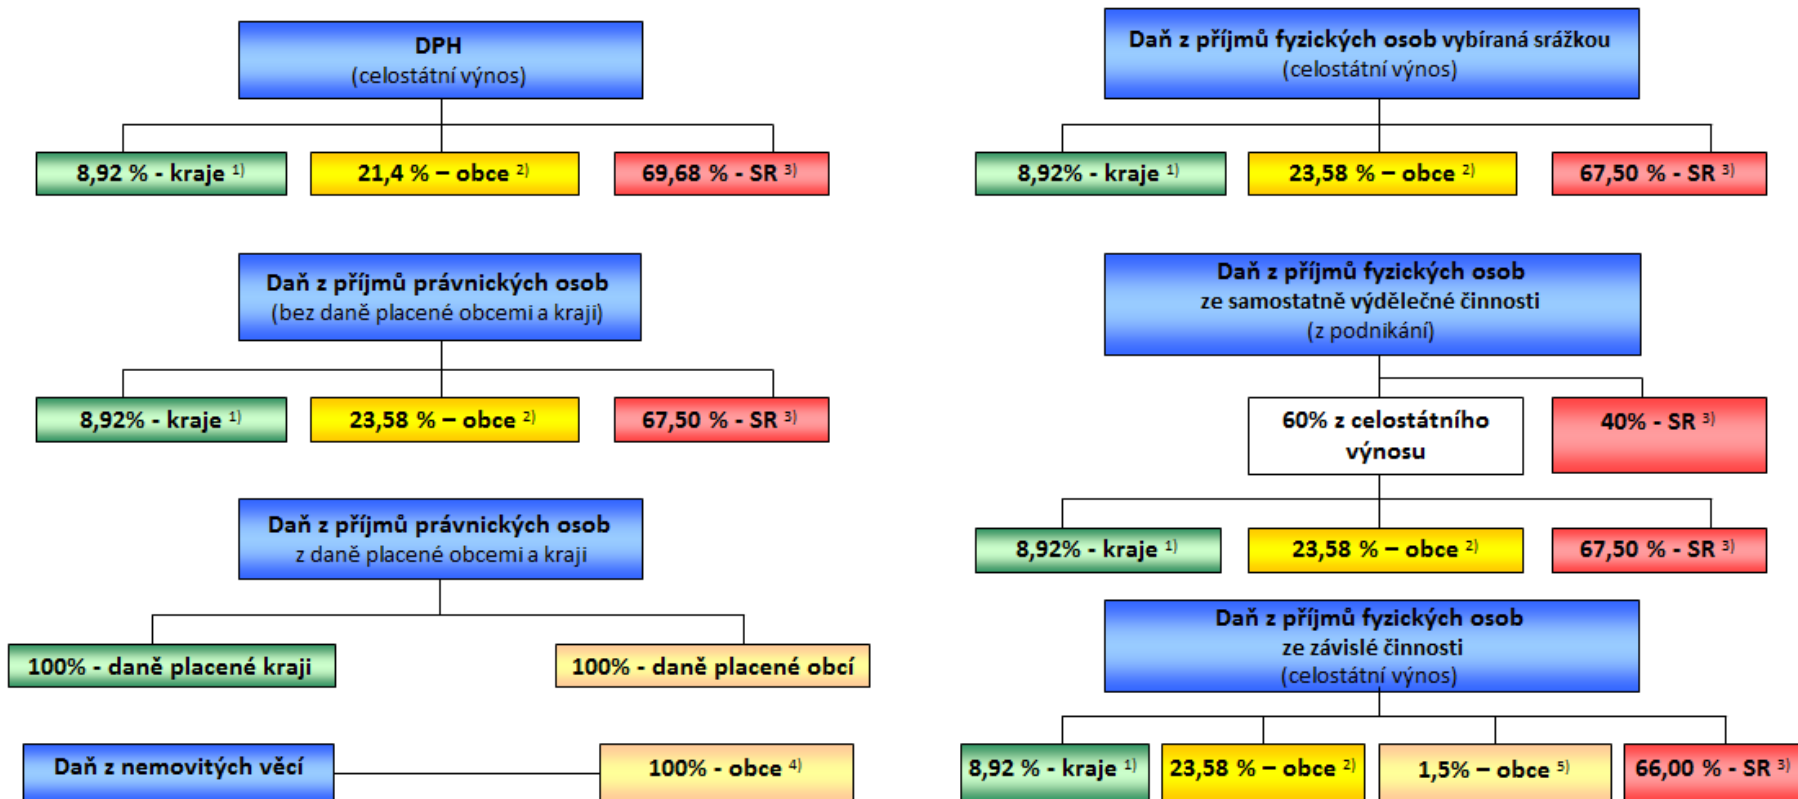 DPH
(celostátní výnos)
8,92 % - kraje 1)
21,4 % – obce 2)
69,68 % - SR 3)
Daň z příjmů právnických osob
(bez daně placené obcemi a kraji)
8,92% - kraje 1)
23,58 % – obce 2)
67,50 % - SR 3)
Daň z příjmů právnických osob
z daně placené obcemi a kraji
100% - daně placené kraji
100% - daně placené obcí
Daň z nemovitých věcí
100% - obce 4)
Daň z příjmů fyzických osob vybíraná srážkou
(celostátní výnos)
8,92% - kraje 1)
23,58 % – obce 2)
67,50 % - SR 3)
Daň z příjmů fyzických osob
ze samostatně výdělečné činnosti
(z podnikání)
60% z celostátního
výnosu
40% - SR 3)
8,92% - kraje 1)
23,58 % – obce 2)
67,50 % - SR 3)
Daň z příjmů fyzických osob
ze závislé činnosti
(celostátní výnos)
8,92 % - kraje 1)
23,58 % – obce 2)
1,5% – obce 5)
66,00 % - SR 3)